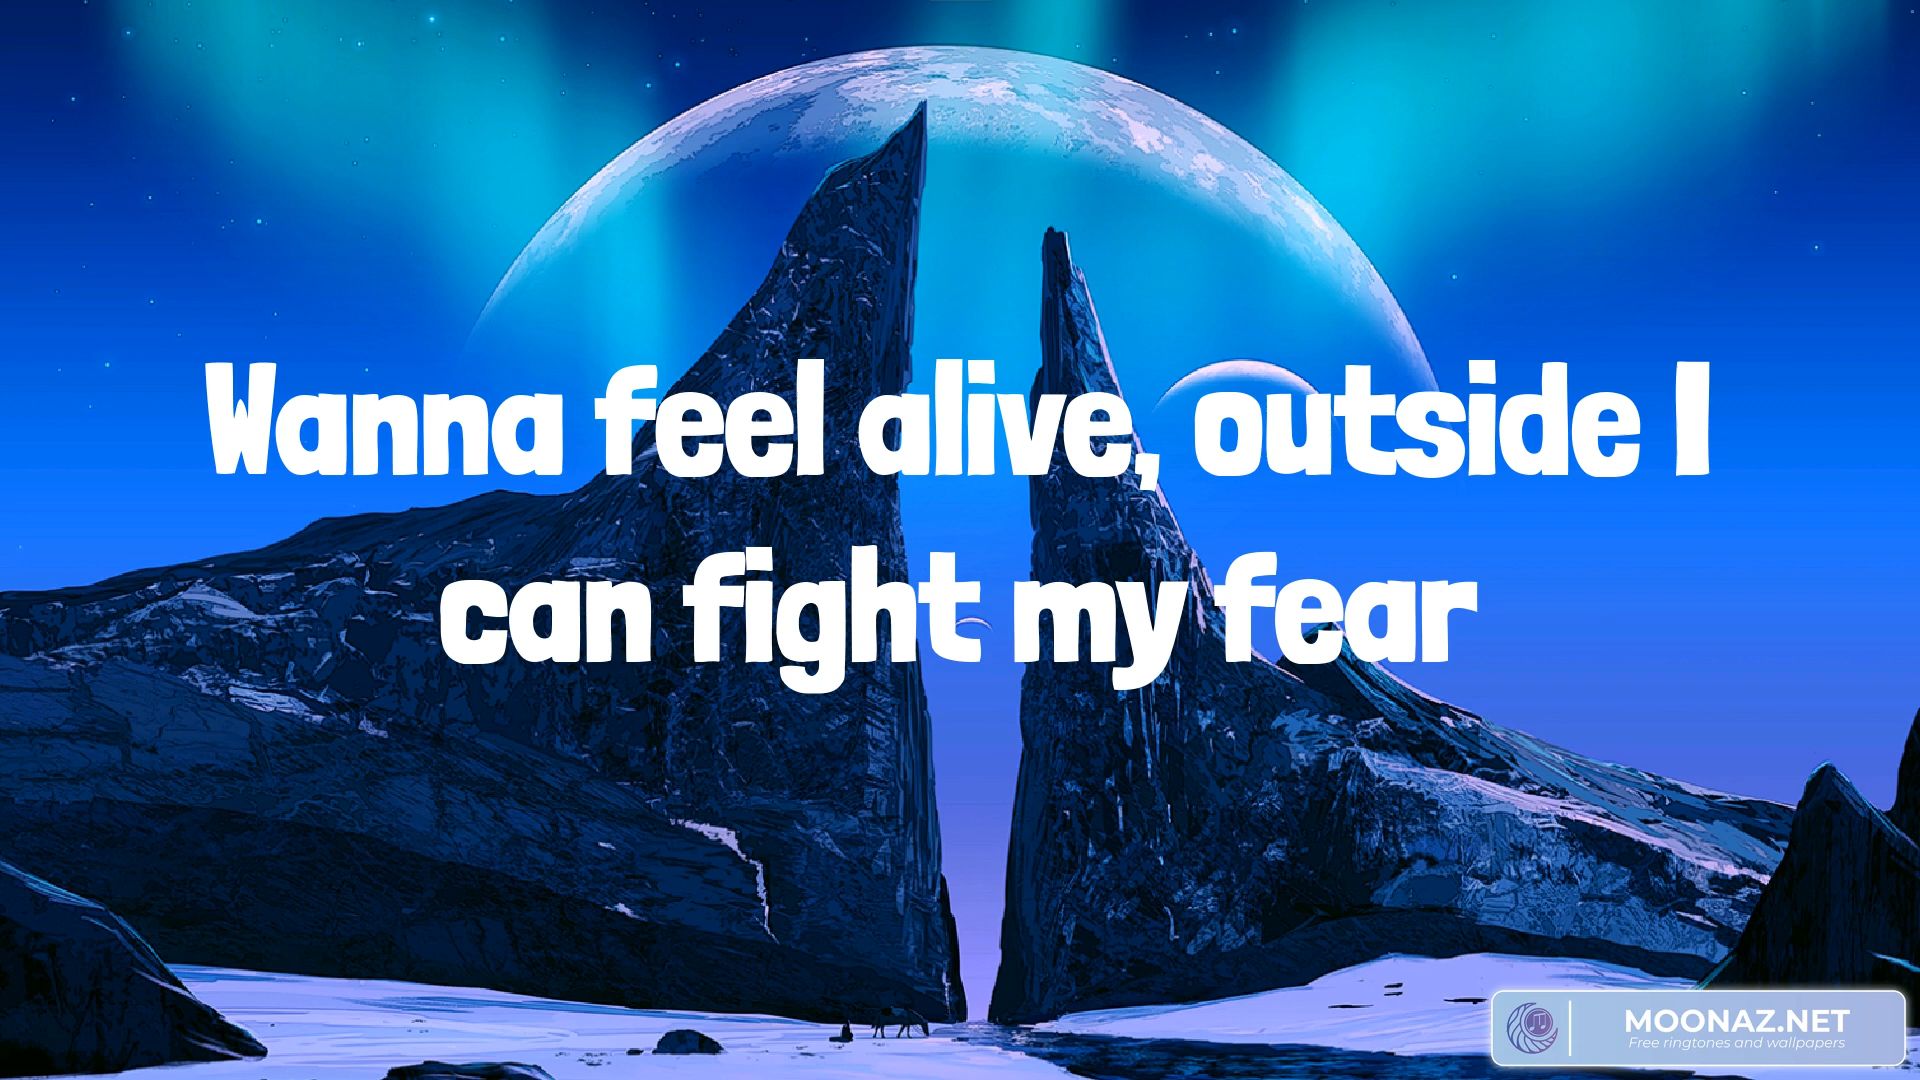 Wanna feel alive, outside I
can fight my fear
MOONAZ.NET
Free ringtones and wallpapers